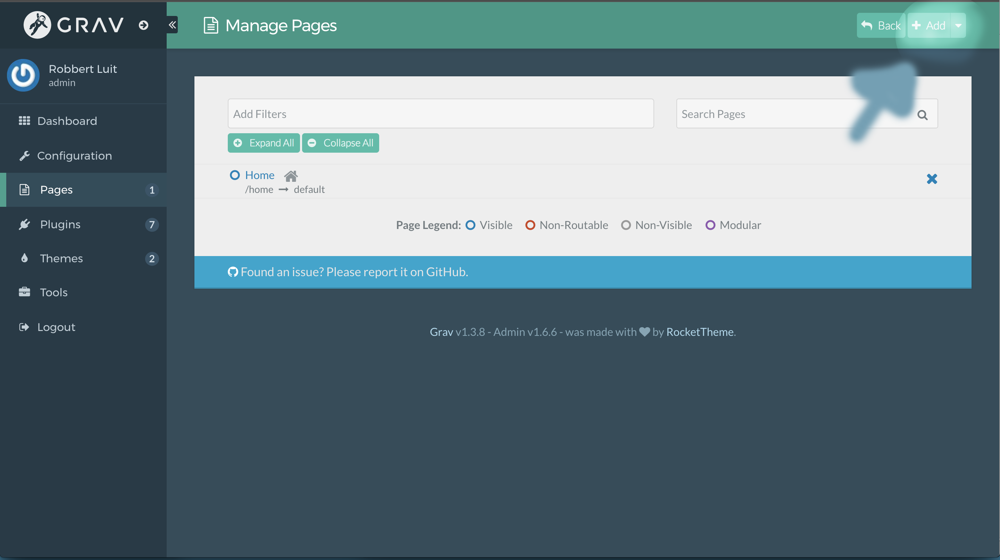 GRAV
Manage Pages
Back
Add
Robbert Luit
admin
Dashboard
Configuration
Pages 1
Plugins 7
Themes 2
Tools
Logout
Add Filters
Search Pages
Expand All
Collapse All
Home
/home → default
Page Legend: Visible Non-Routable Non-Visible Modular
Found an issue? Please report it on GitHub.
Grav v1.3.8 - Admin v1.6.6 - was made with ♥ by RocketTheme.